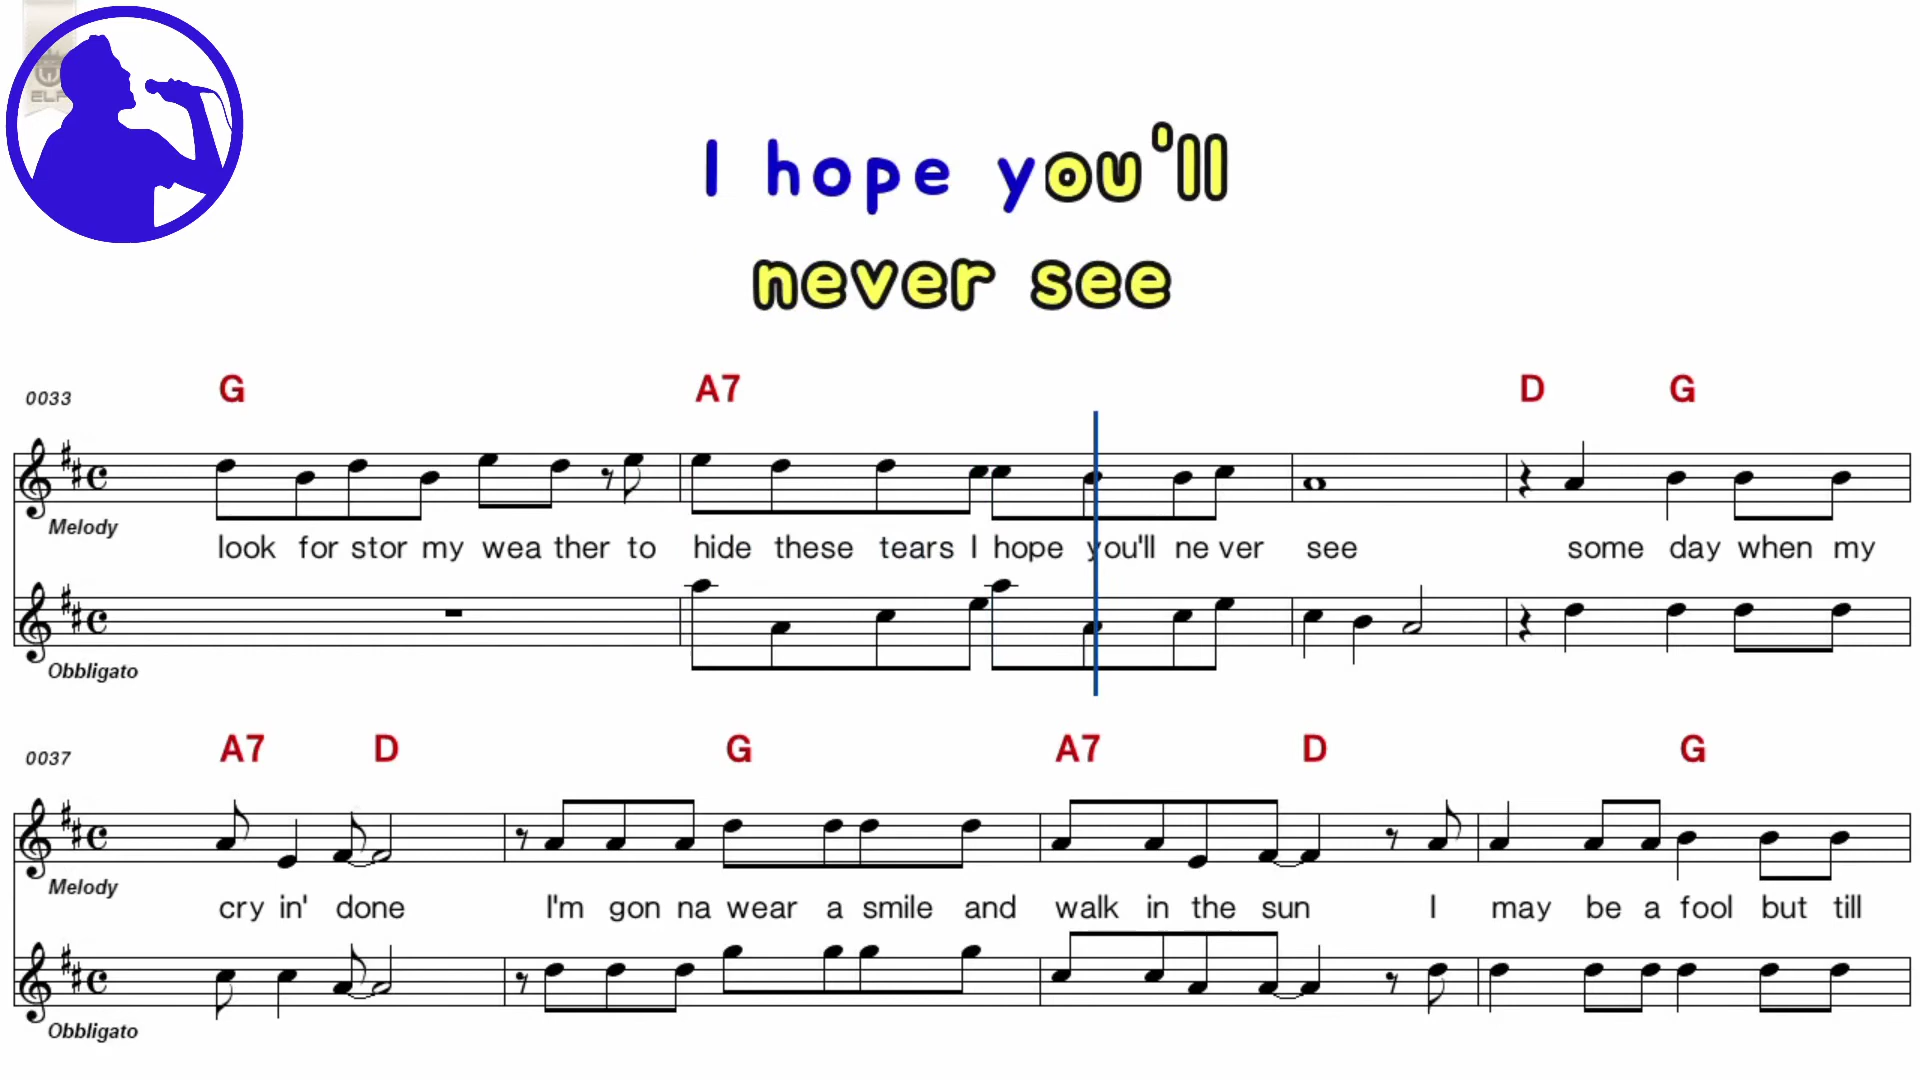 ELF
I hope you'll
never see
0033 G A7 D G
Melody
look for stor my wea ther to hide these tears I hope you'll ne ver see some day when my
Obbligato
0037 A7 D G A7 D G
Melody
cry in' done I'm gon na wear a smile and walk in the sun I may be a fool but till
Obbligato